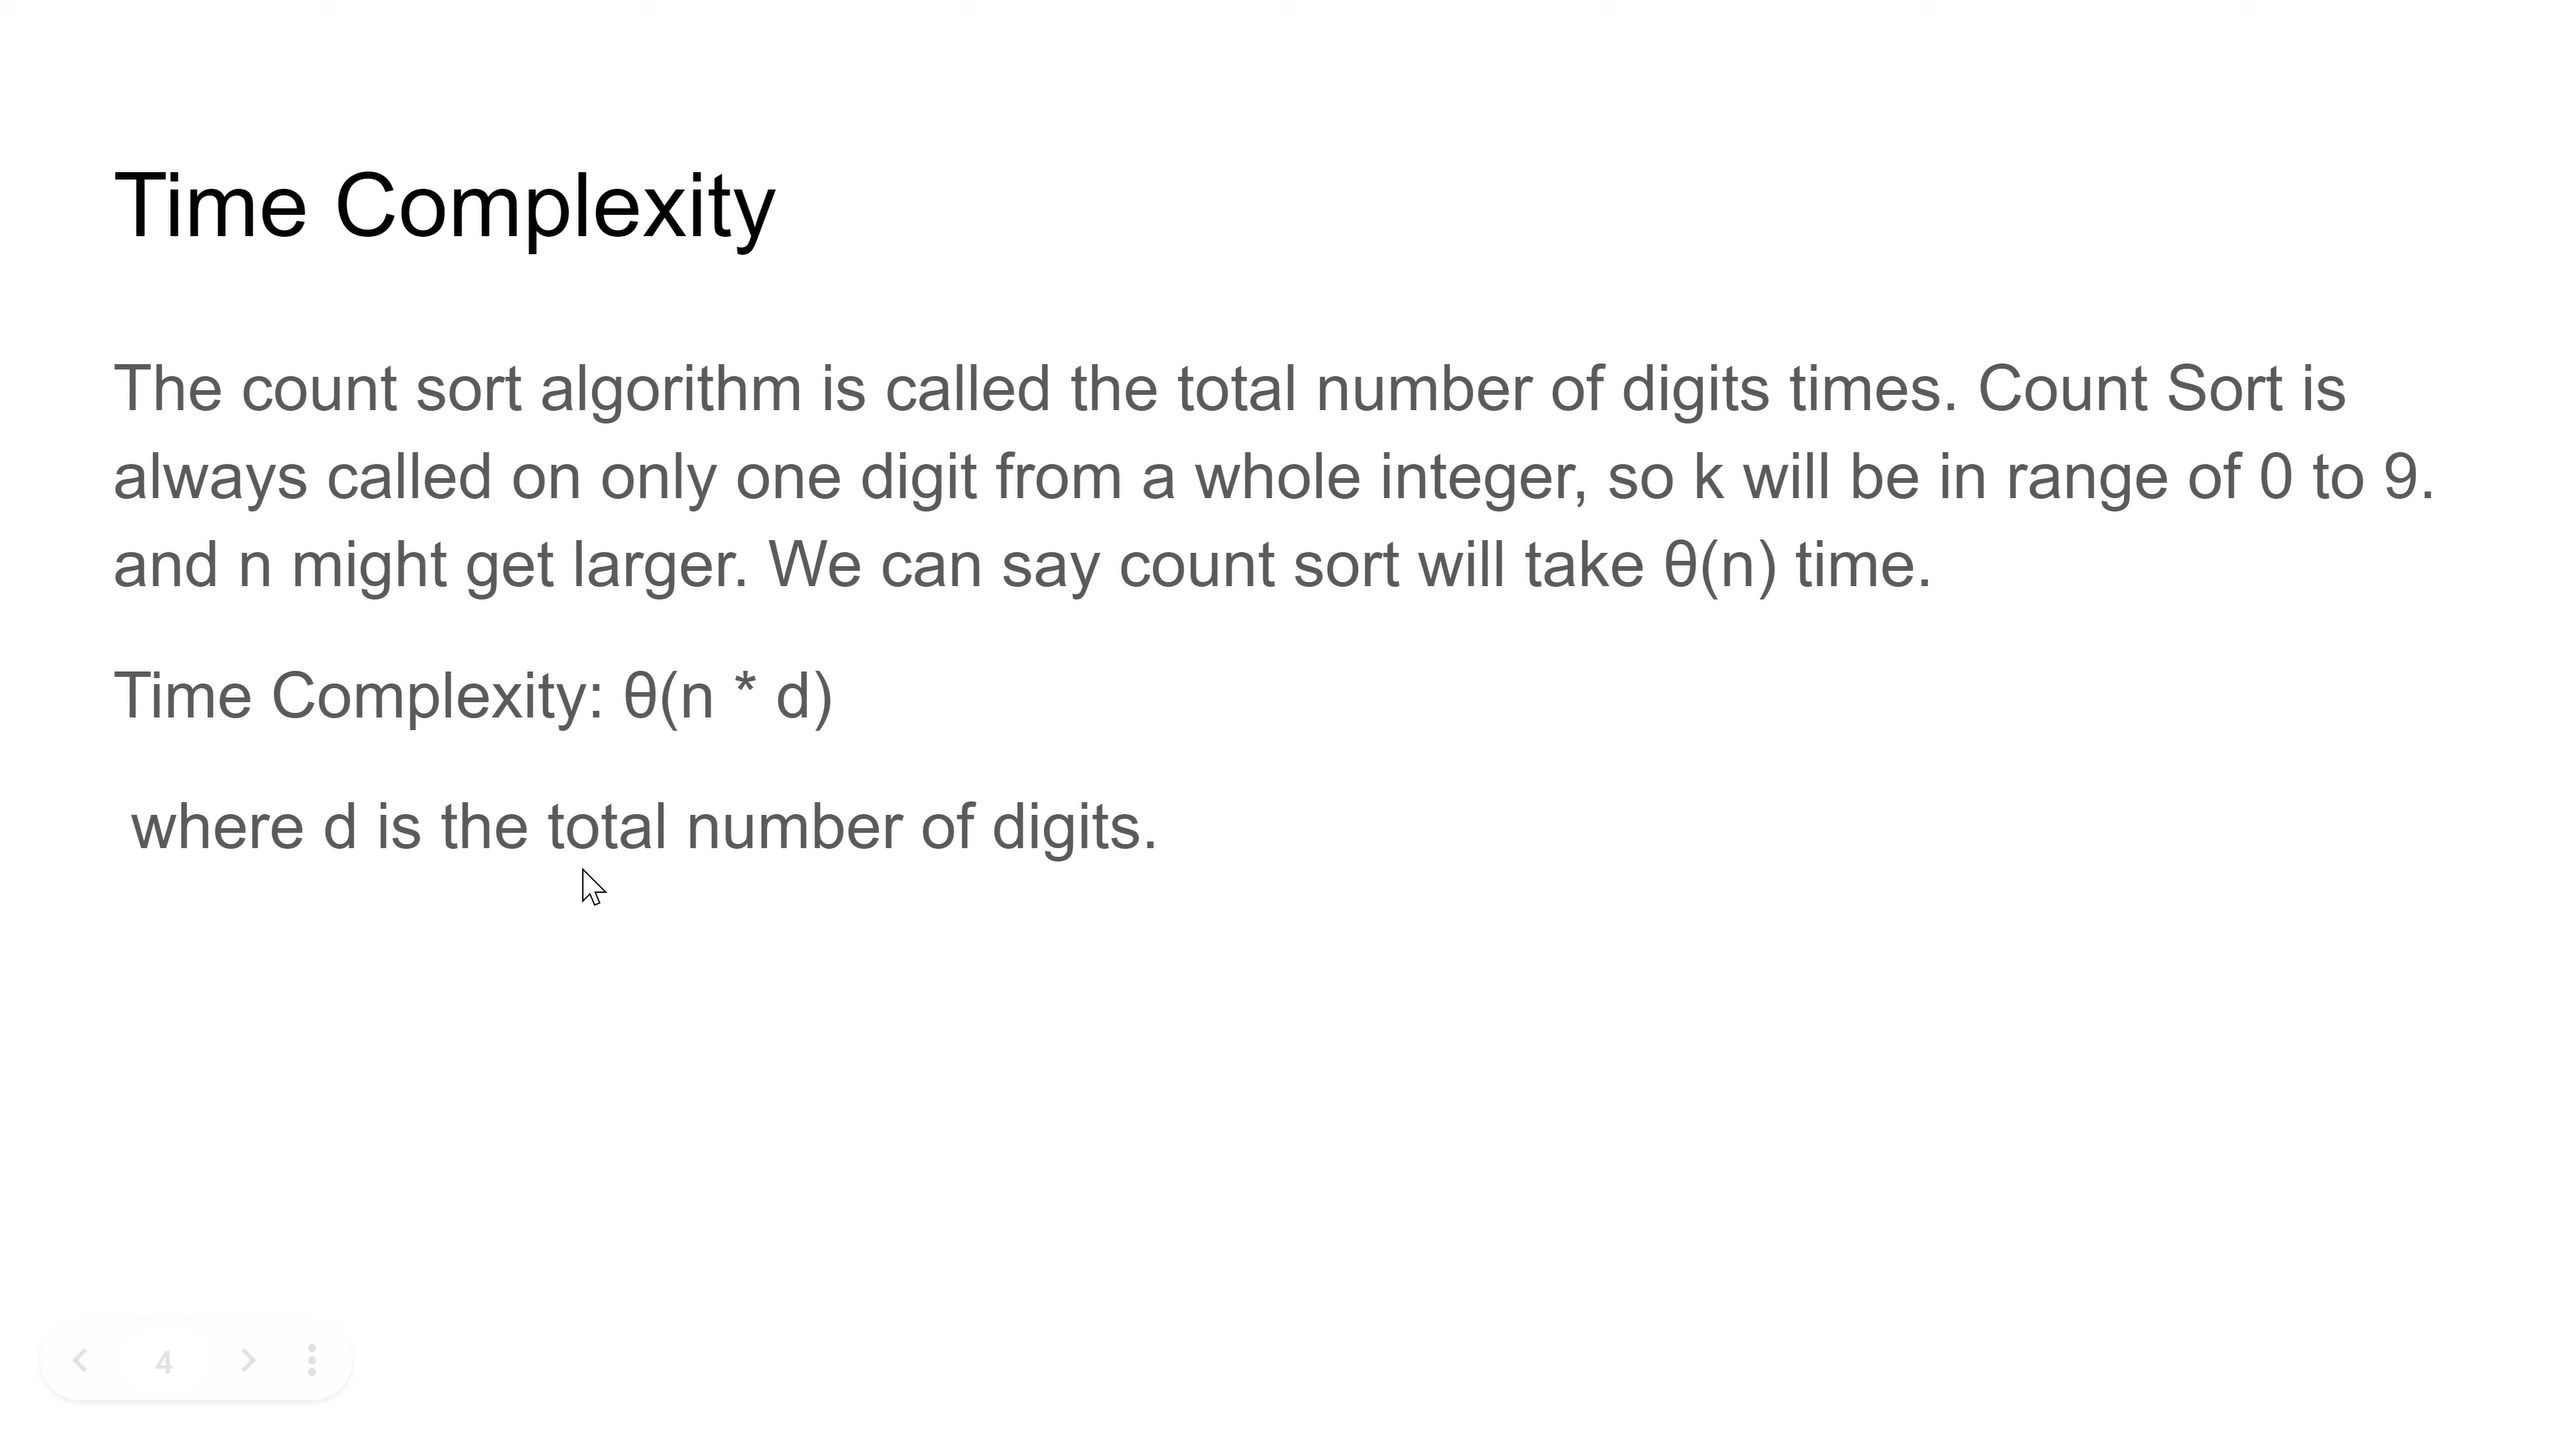 Time Complexity
The count sort algorithm is called the total number of digits times. Count Sort is
always called on only one digit from a whole integer, so k will be in range of 0 to 9.
and n might get larger. We can say count sort will take θ(n) time.
Time Complexity: θ(n * d)
where d is the total number of digits.
4